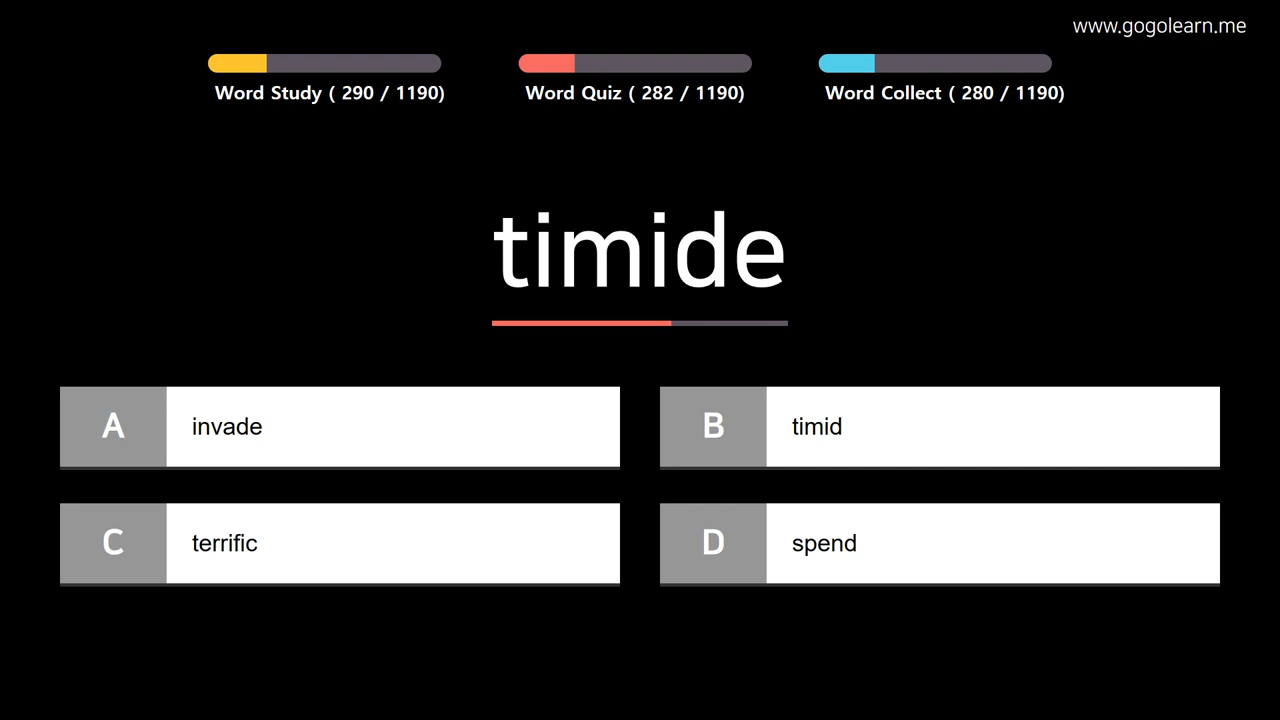 www.gogolearn.me
Word Study ( 290 / 1190)
Word Quiz ( 282 / 1190)
Word Collect ( 280 / 1190)
timide
A invade
B timid
C terrific
D spend